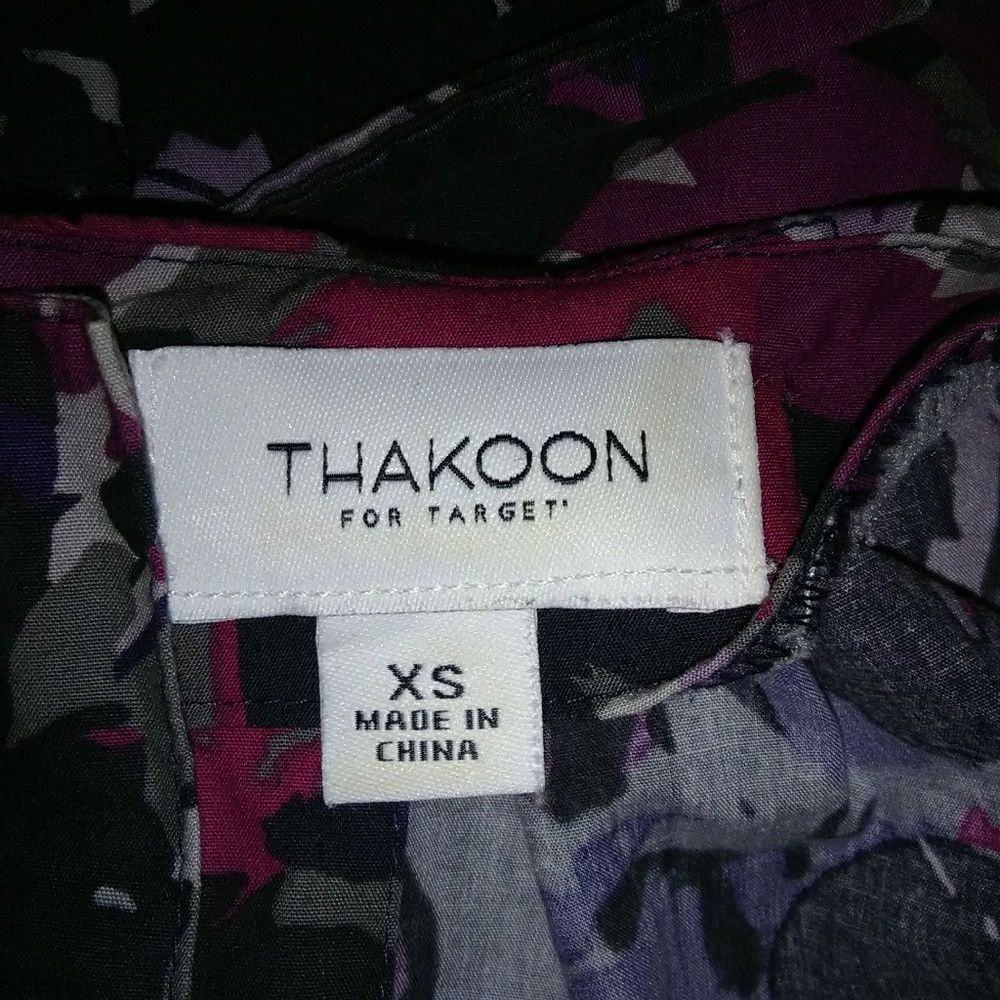 THAKOON
FOR TARGET
XS
MADE IN
CHINA